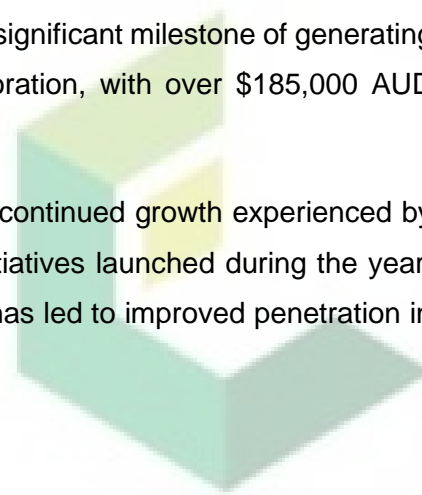 significant milestone of generating
oration, with over $185,000 AUD
continued growth experienced by
tiatives launched during the year
has led to improved penetration in